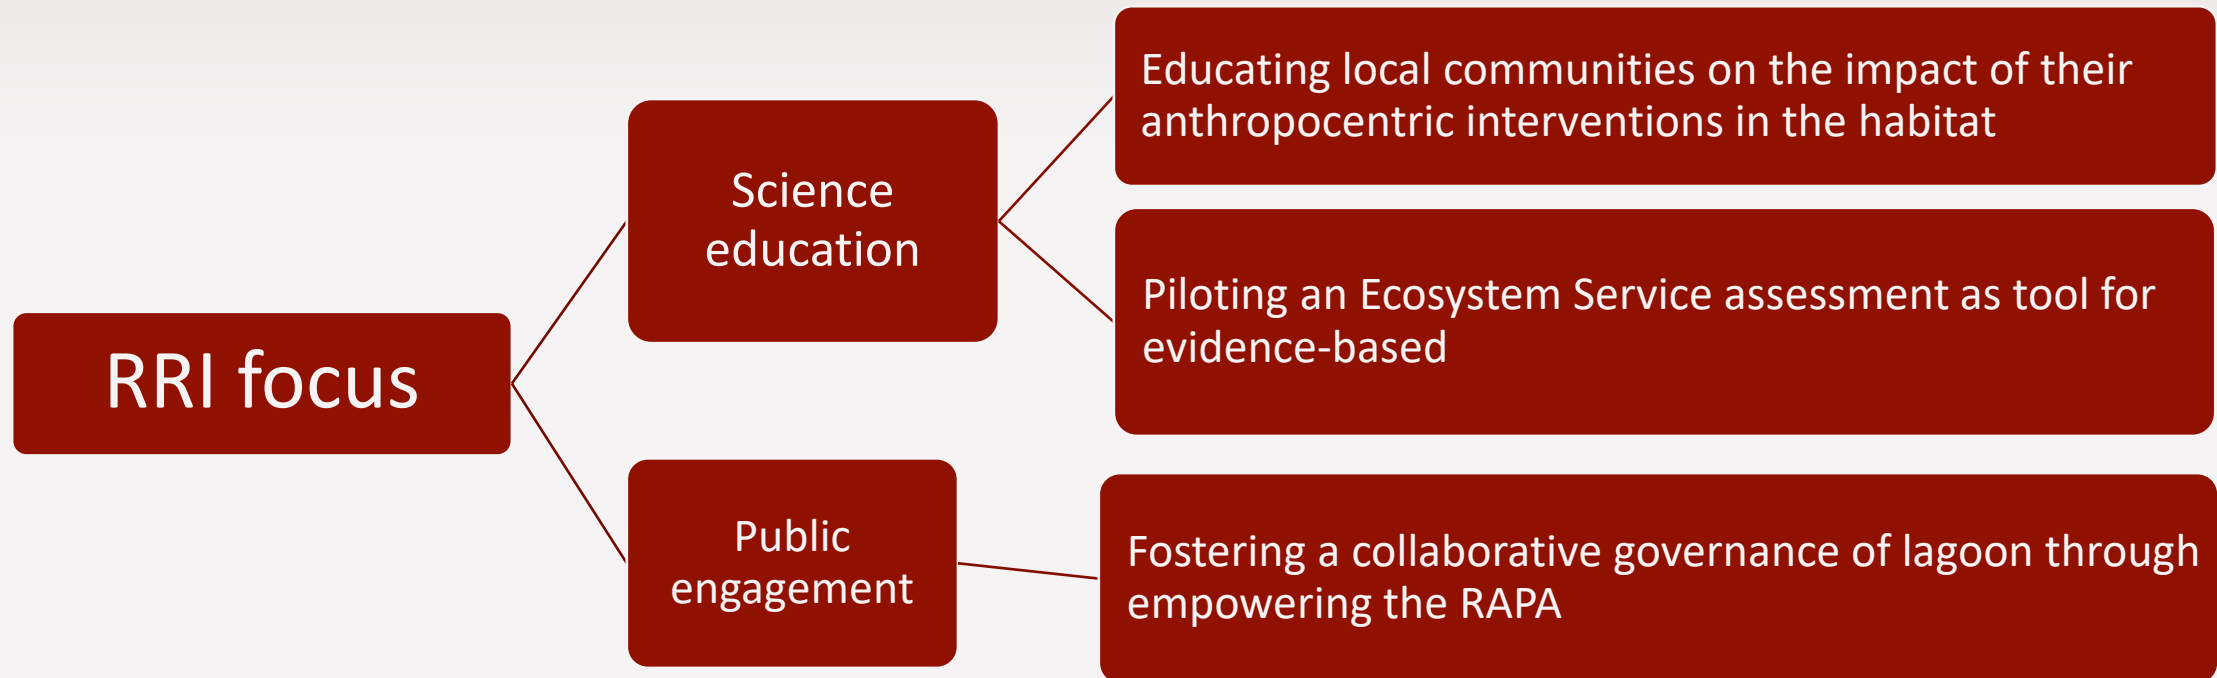 RRI focus
Science
education
Educating local communities on the impact of their
anthropocentric interventions in the habitat
Piloting an Ecosystem Service assessment as tool for
evidence-based
Public
engagement
Fostering a collaborative governance of lagoon through
empowering the RAPA